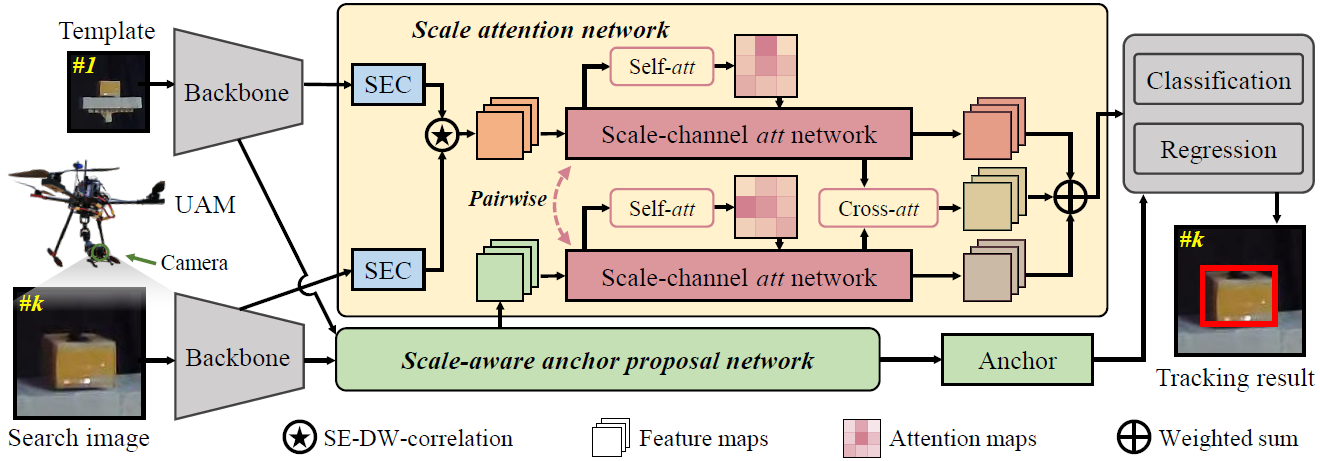 Template
#1
Backbone
UAM
Camera
#k
Backbone
Search image
Scale attention network
SEC
SEC
Self-att
Scale-channel att network
Pairwise
Self-att
Cross-att
Scale-channel att network
Scale-aware anchor proposal network
Anchor
Classification
Regression
#k
Tracking result
SE-DW-correlation
Feature maps
Attention maps
Weighted sum